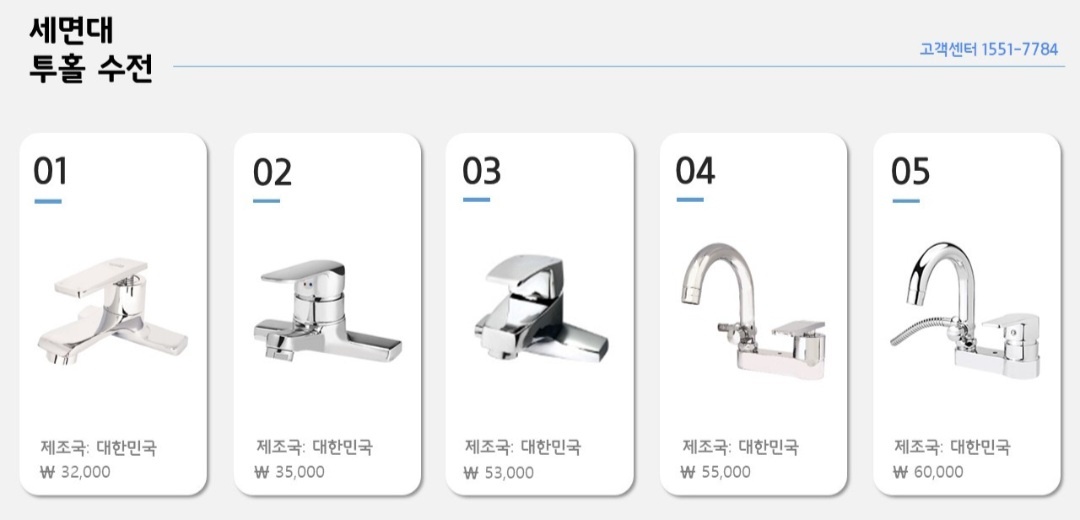 세면대
투홀 수전
고객센터 1551-7784
01
제조국: 대한민국
₩ 32,000
02
제조국: 대한민국
₩ 35,000
03
제조국: 대한민국
₩ 53,000
04
제조국: 대한민국
₩ 55,000
05
제조국: 대한민국
₩ 60,000